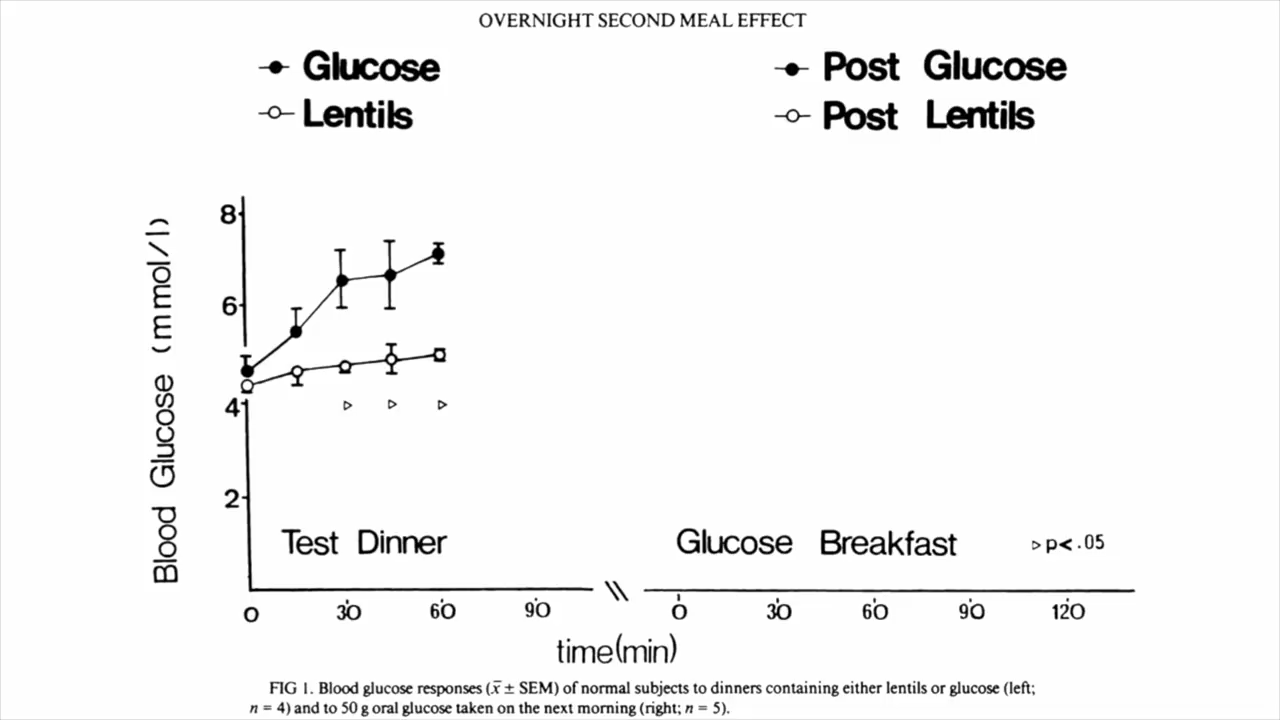 OVERNIGHT SECOND MEAL EFFECT
Glucose
Lentils
Post Glucose
Post Lentils
Blood Glucose (mmol/l)
8
6
4
2
Test Dinner
Glucose Breakfast
▹p<.05
0 30 60 90
0 30 60 90 120
time(min)
FIG 1. Blood glucose responses (x̄ ± SEM) of normal subjects to dinners containing either lentils or glucose (left;
n = 4) and to 50 g oral glucose taken on the next morning (right; n = 5).